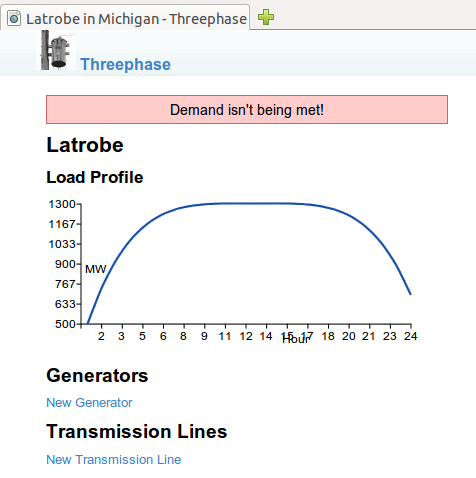 Latrobe in Michigan - Threephase
Threephase
Demand isn't being met!
Latrobe
Load Profile
1300
1167
1033
900
MW
767
633
500
2 3 5 6 8 9 11 12 14 15 17 18 20 21 23 24
Hour
Generators
New Generator
Transmission Lines
New Transmission Line